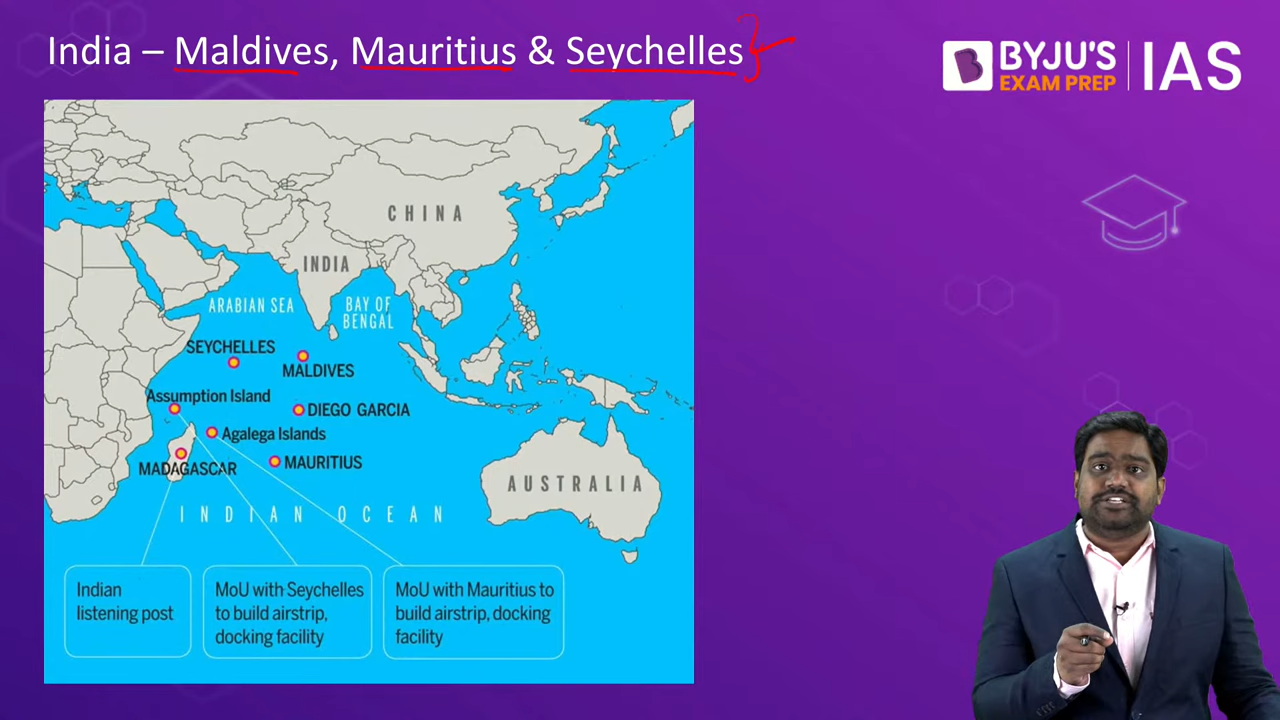 India – Maldives, Mauritius & Seychelles
BYJU'S
EXAM PREP
IAS
CHINA
INDIA
ARABIAN SEA
BAY OF
BENGAL
SEYCHELLES
MALDIVES
Assumption Island
DIEGO GARCIA
Agalega Islands
MADAGASCAR
MAURITIUS
AUSTRALIA
INDIAN OCEAN
Indian
listening post
MoU with Seychelles
to build airstrip,
docking facility
MoU with Mauritius to
build airstrip, docking
facility